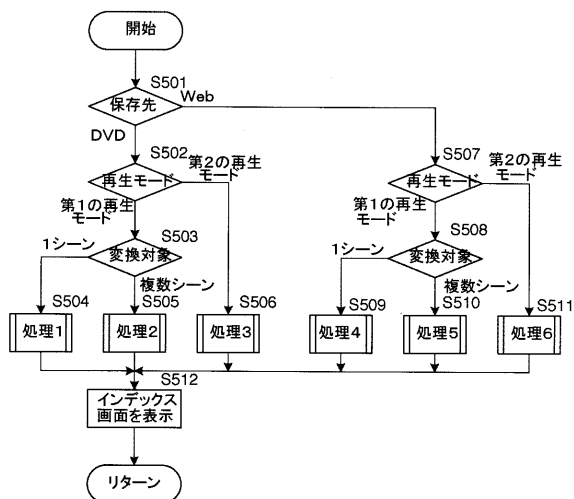 開始
S501
保存先
Web
DVD
S502
再生モード
第2の再生
モード
第1の再生
モード
S503
変換対象
1シーン
複数シーン
S504
処理1
S505
処理2
S506
処理3
S507
再生モード
第2の再生
モード
第1の再生
モード
S508
変換対象
1シーン
複数シーン
S509
処理4
S510
処理5
S511
処理6
S512
インデックス
画面を表示
リターン